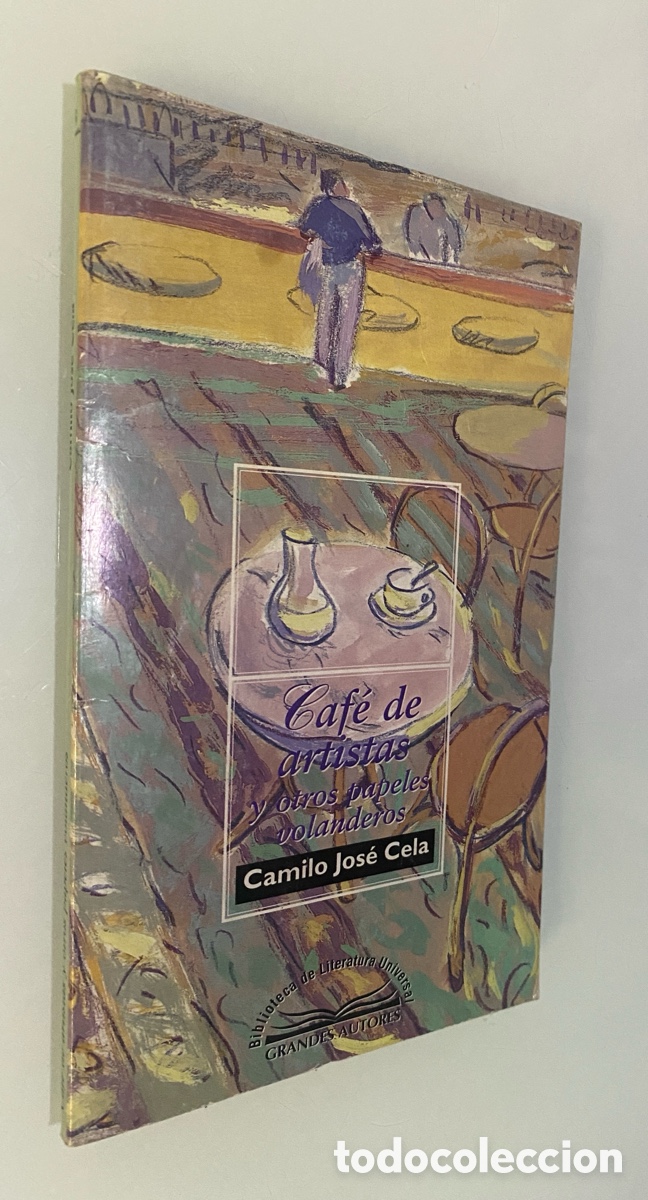 Café de
artistas
y otros papeles
volanderos
Camilo José Cela
Biblioteca de Literatura Universal
GRANDES AUTORES
todocoleccion